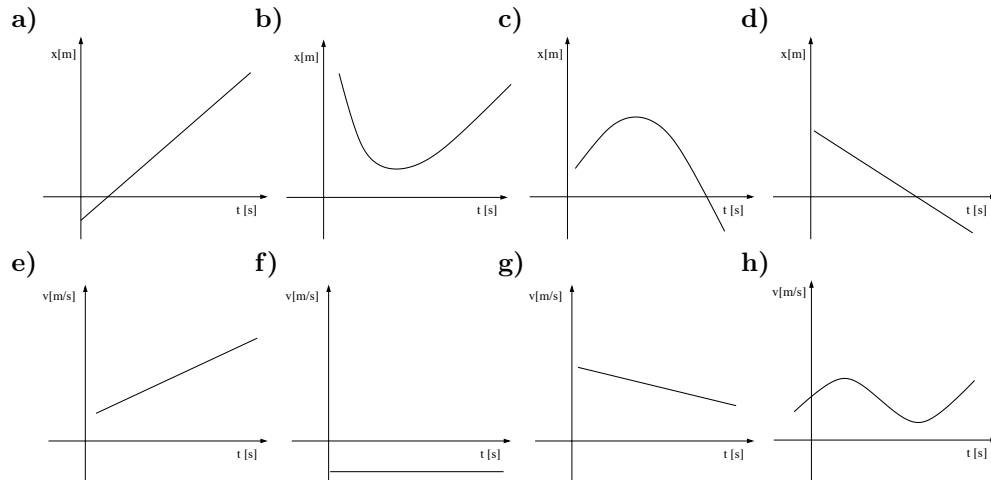 a) b) c) d)
x[m] x[m] x[m] x[m]
t [s] t [s] t [s] t [s]
e) f) g) h)
v[m/s] v[m/s] v[m/s] v[m/s]
t [s] t [s] t [s] t [s]